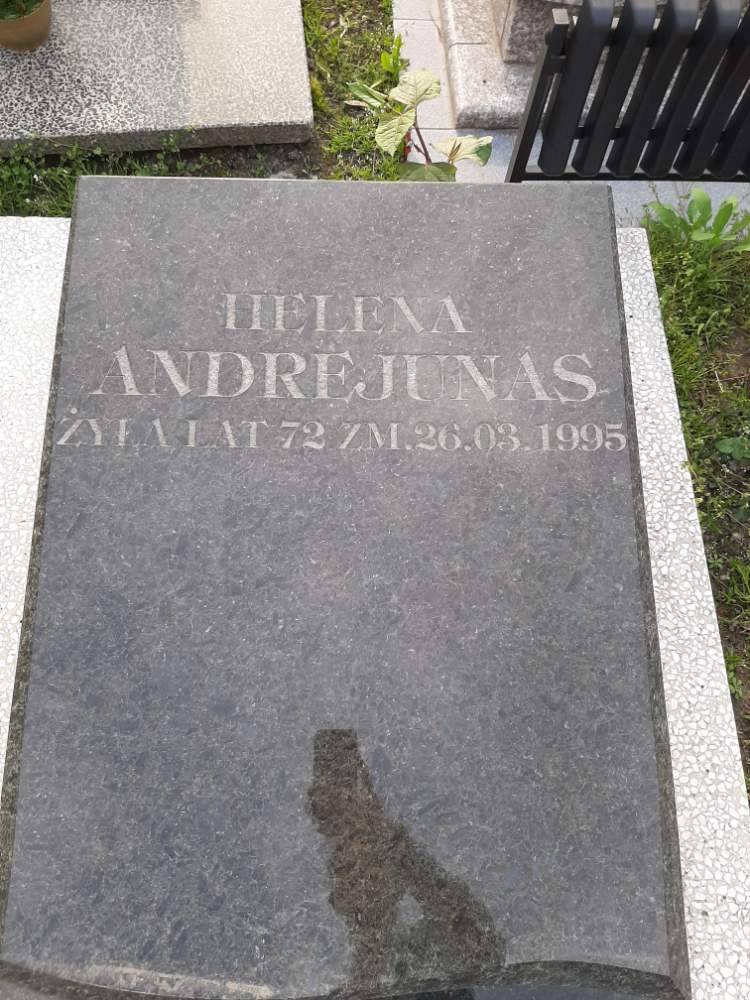 HELENA
ANDREJUNAS
ŻYŁA LAT 72 ZM. 26.03.1995